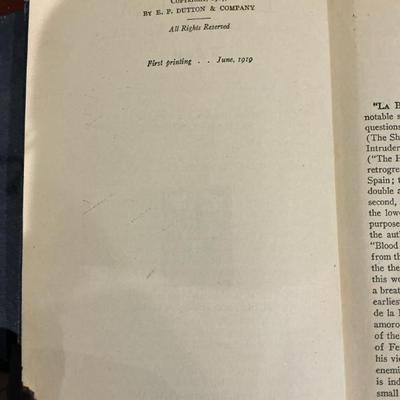 BY E. P. DUTTON & COMPANY
All Rights Reserved
First printing . . June, 1919
"LA B
notable s
questions
(The Sh
Intruder
("The H
retrogre
Spain; t
double a
second,
the low
purpose
the aut
"Blood
from th
the the
this wo
a breat
earlies
de la
amoro
of the
of Fe
his vi
enemi
is ind
small